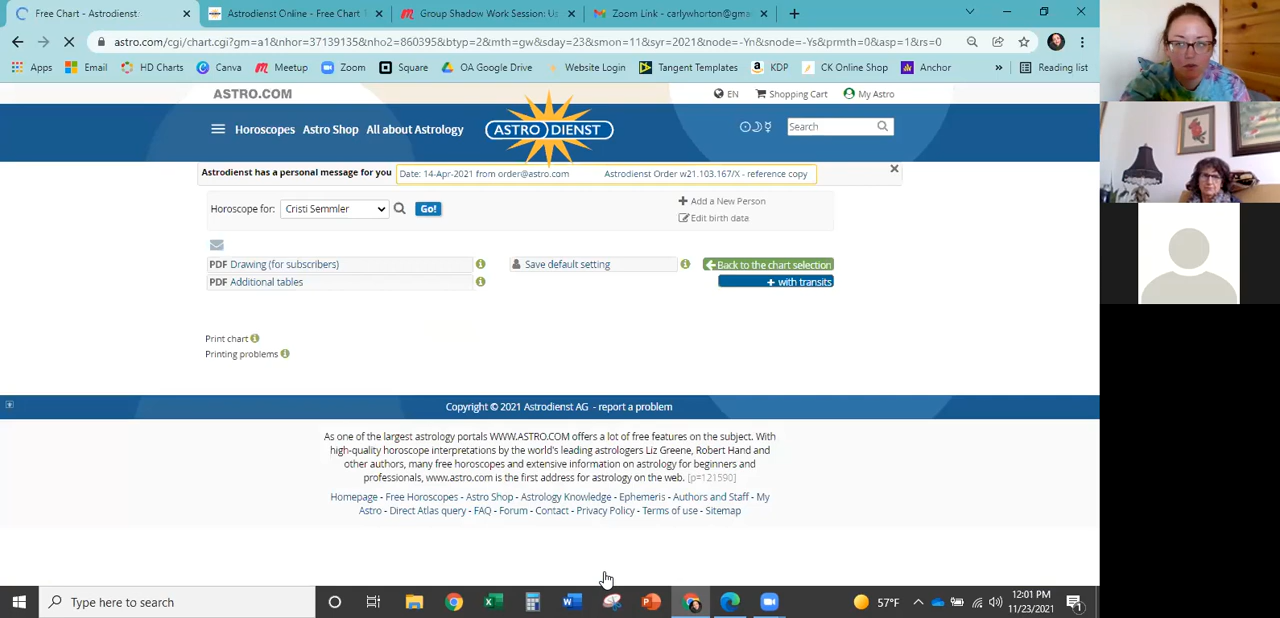 Free Chart - Astrodienst
Astrodienst Online - Free Chart
Group Shadow Work Session: Us
Zoom Link - carlywhorton@gma
astro.com/cgi/chart.cgi?gm=a1&nhor=37139135&nho2=860395&btyp=2&mth=gw&sday=23&smon=11&syr=2021&node=-Yn&snode=-Ys&prmth=0&asp=1&rs=0
Apps
Email
HD Charts
Canva
Meetup
Zoom
Square
Google Drive
Website Login
Tangent Templates
KDP
CK Online Shop
Anchor
»
Reading list
ASTRO.COM
EN
Shopping Cart
My Astro
Horoscopes
Astro Shop
All about Astrology
ASTRO DIENST
Search
Astrodienst has a personal message for you
Date: 14-Apr-2021 from order@astro.com
Astrodienst Order w21.103.167/X - reference copy
Horoscope for:
Cristi Semmler
Go!
Add a New Person
Edit birth data
PDF Drawing (for subscribers)
Save default setting
Back to the chart selection
PDF Additional tables
+ with transits
Print chart
Printing problems
Copyright © 2021 Astrodienst AG - report a problem
As one of the largest astrology portals WWW.ASTRO.COM offers a lot of free features on the subject. With
high-quality horoscope interpretations by the world's leading astrologers Liz Greene, Robert Hand and
other authors, many free horoscopes and extensive information on astrology for beginners and
professionals, www.astro.com is the first address for astrology on the web. [p=121590]
Homepage - Free Horoscopes - Astro Shop - Astrology Knowledge - Ephemeris - Authors and Staff - My
Astro - Direct Atlas query - FAQ - Forum - Contact - Privacy Policy - Terms of use - Sitemap
Type here to search
57°F
12:01 PM
11/23/2021